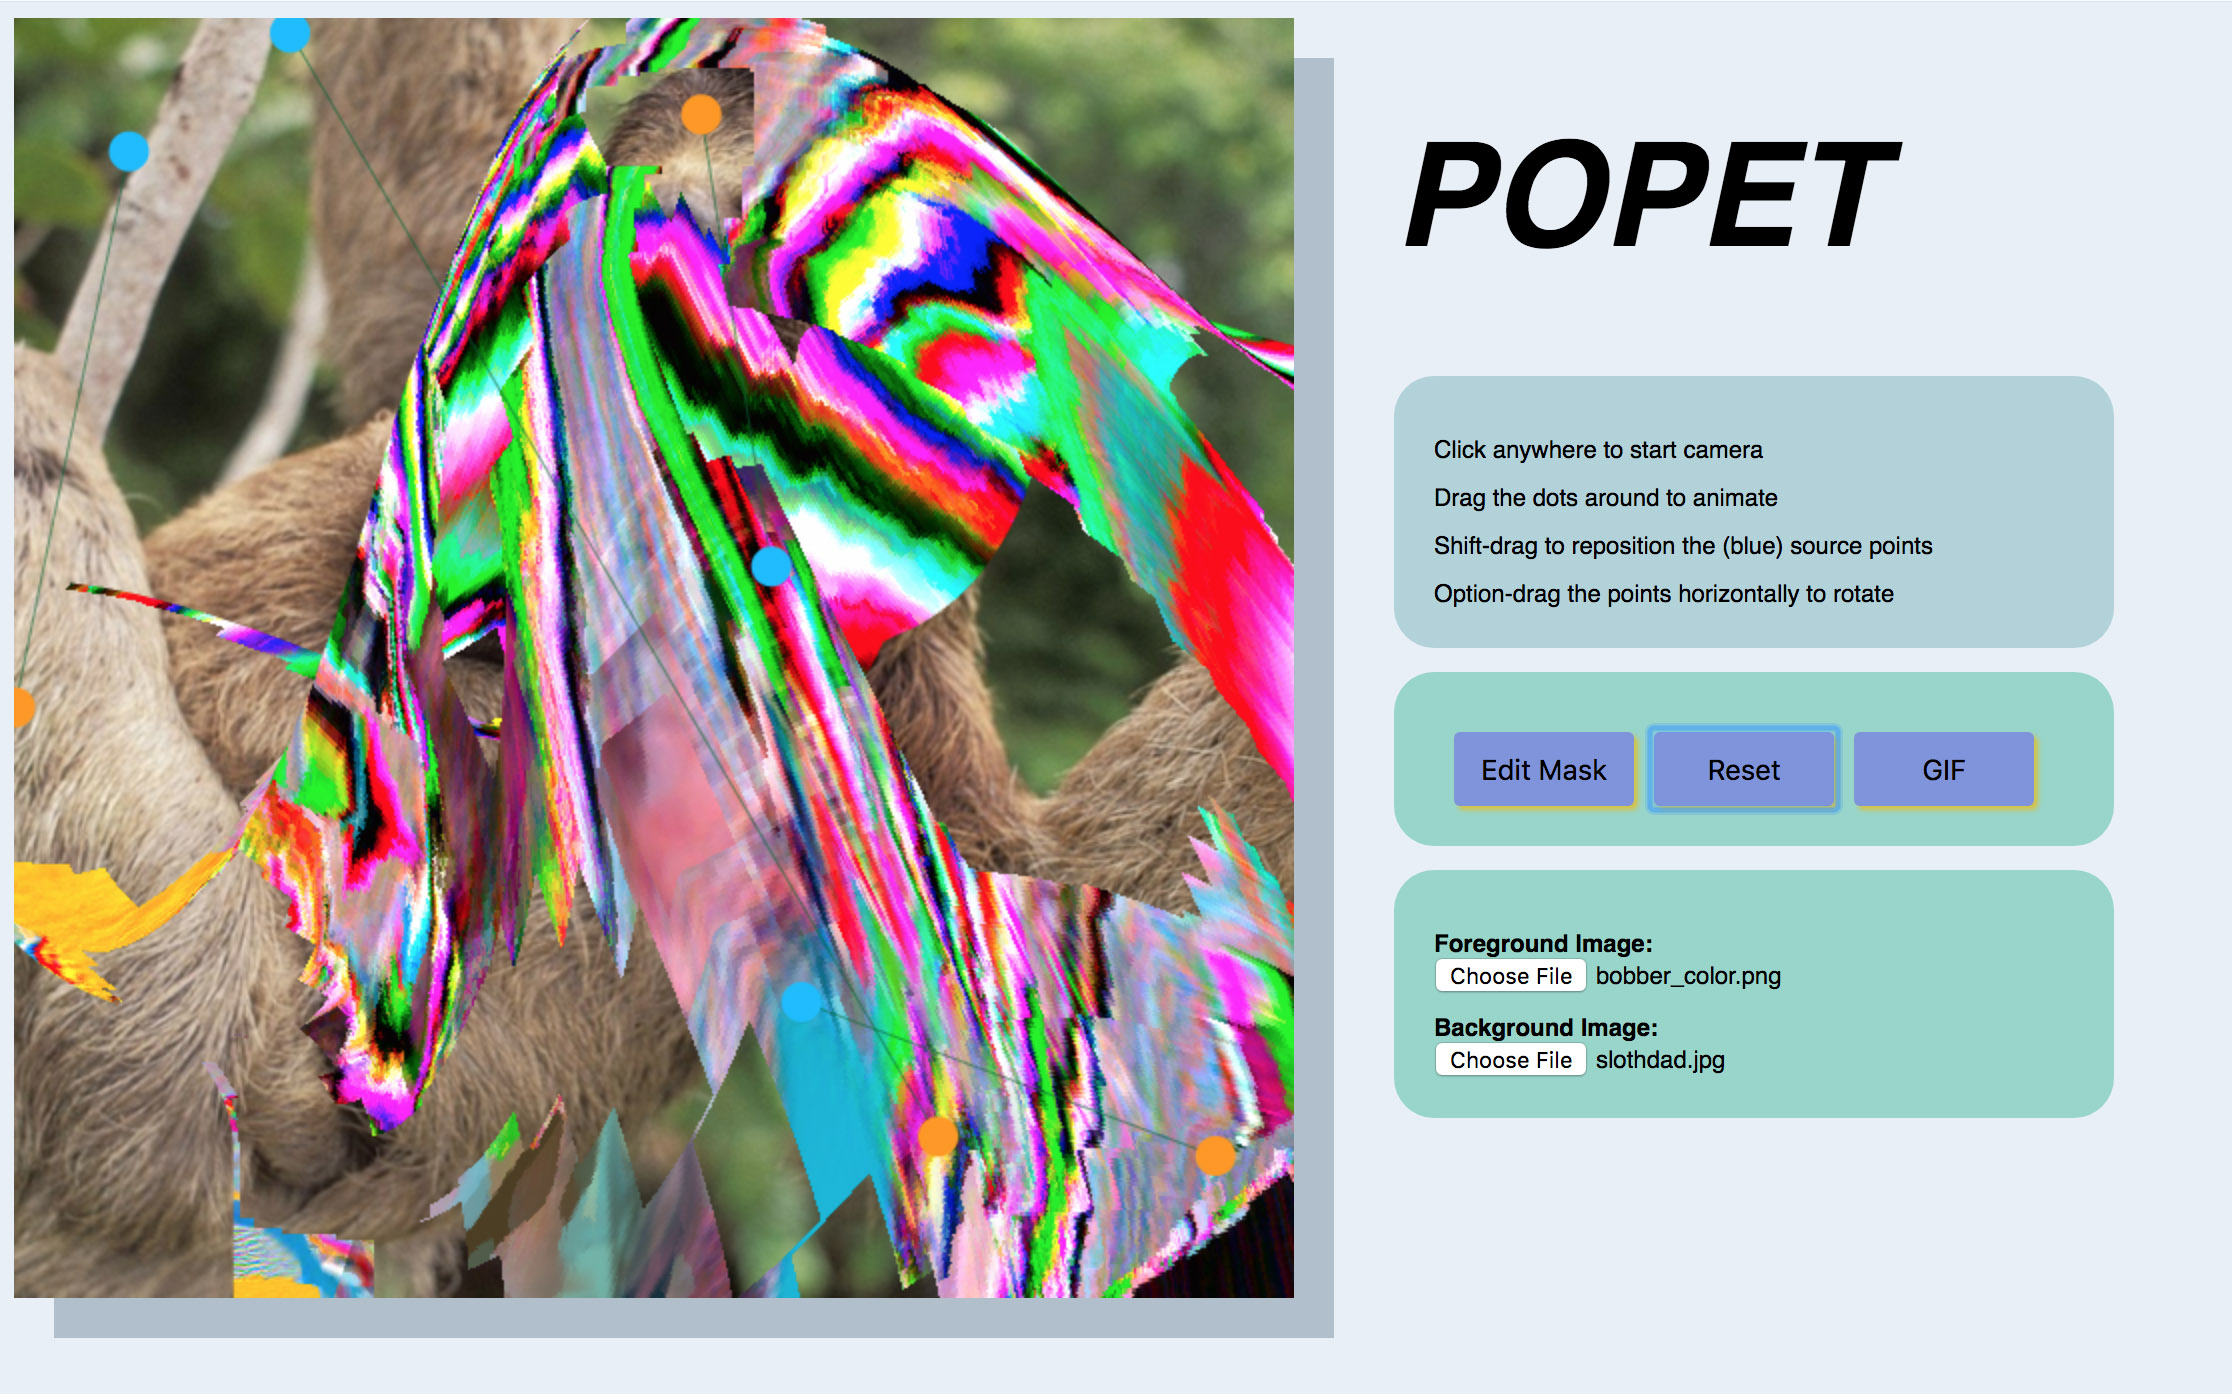 POPET
Click anywhere to start camera
Drag the dots around to animate
Shift-drag to reposition the (blue) source points
Option-drag the points horizontally to rotate
Edit Mask Reset GIF
Foreground Image:
Choose File bobber_color.png
Background Image:
Choose File slothdad.jpg